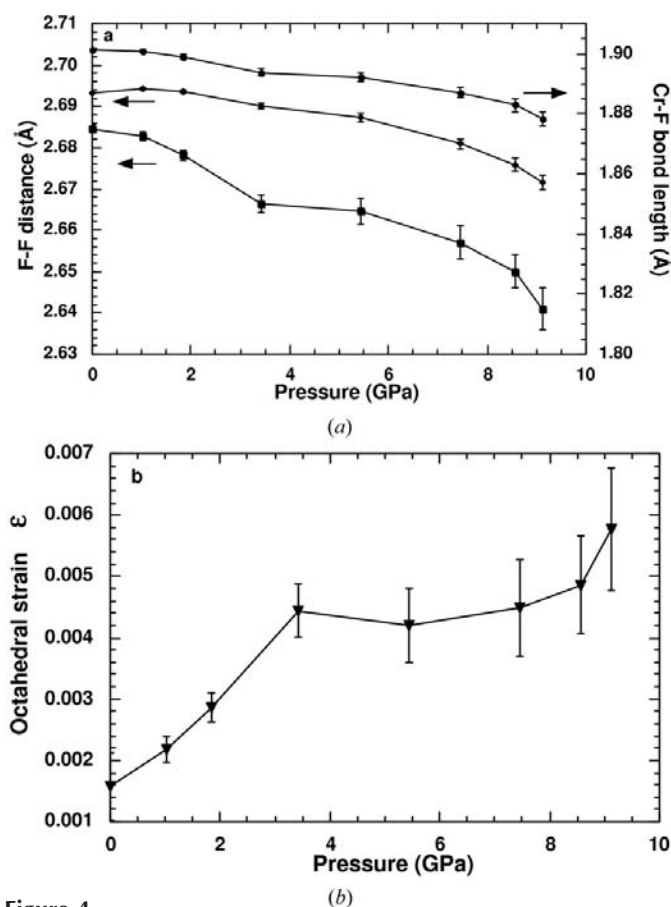 a
2.71
2.70
2.69
2.68
2.67
2.66
2.65
2.64
2.63
F-F distance (Å)
1.90
1.88
1.86
1.84
1.82
1.80
Cr-F bond length (Å)
0 2 4 6 8 10
Pressure (GPa)
(a)
b
0.007
0.006
0.005
0.004
0.003
0.002
0.001
Octahedral strain ε
0 2 4 6 8 10
Pressure (GPa)
(b)
Figure 4